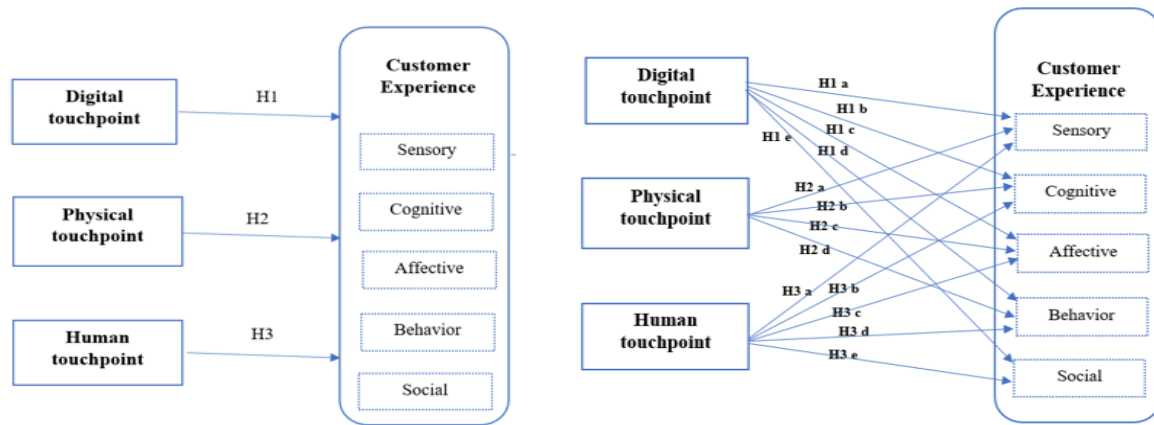 Digital
touchpoint
Physical
touchpoint
Human
touchpoint
H1
H2
H3
Customer
Experience
Sensory
Cognitive
Affective
Behavior
Social
Digital
touchpoint
Physical
touchpoint
Human
touchpoint
H1 a
H1 b
H1 c
H1 e
H1 d
H2 a
H2 b
H2 c
H2 d
H3 a
H3 b
H3 c
H3 d
H3 e
Customer
Experience
Sensory
Cognitive
Affective
Behavior
Social